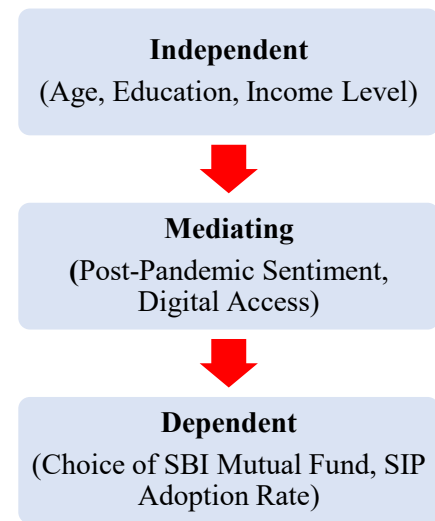 Independent
(Age, Education, Income Level)
Mediating
(Post-Pandemic Sentiment,
Digital Access)
Dependent
(Choice of SBI Mutual Fund, SIP
Adoption Rate)